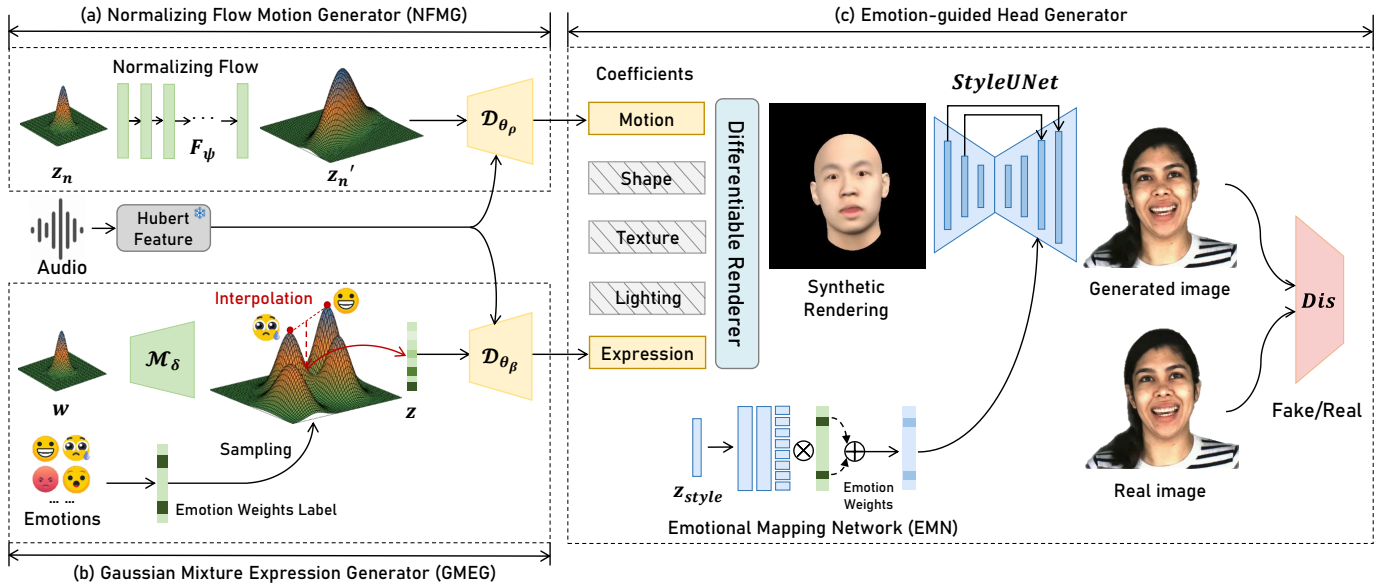 (a) Normalizing Flow Motion Generator (NFMG)
Normalizing Flow
F_ψ
z_n
z_n'
D_θ_ρ
Audio
Hubert
Feature
Interpolation
w
M_δ
z
D_θ_β
Sampling
Emotions
... ...
Emotion Weights Label
(b) Gaussian Mixture Expression Generator (GMEG)
(c) Emotion-guided Head Generator
Coefficients
Motion
Shape
Texture
Lighting
Expression
Differentiable Renderer
Synthetic
Rendering
StyleUNet
Generated image
Real image
Dis
Fake/Real
z_style
Emotion
Weights
Emotional Mapping Network (EMN)